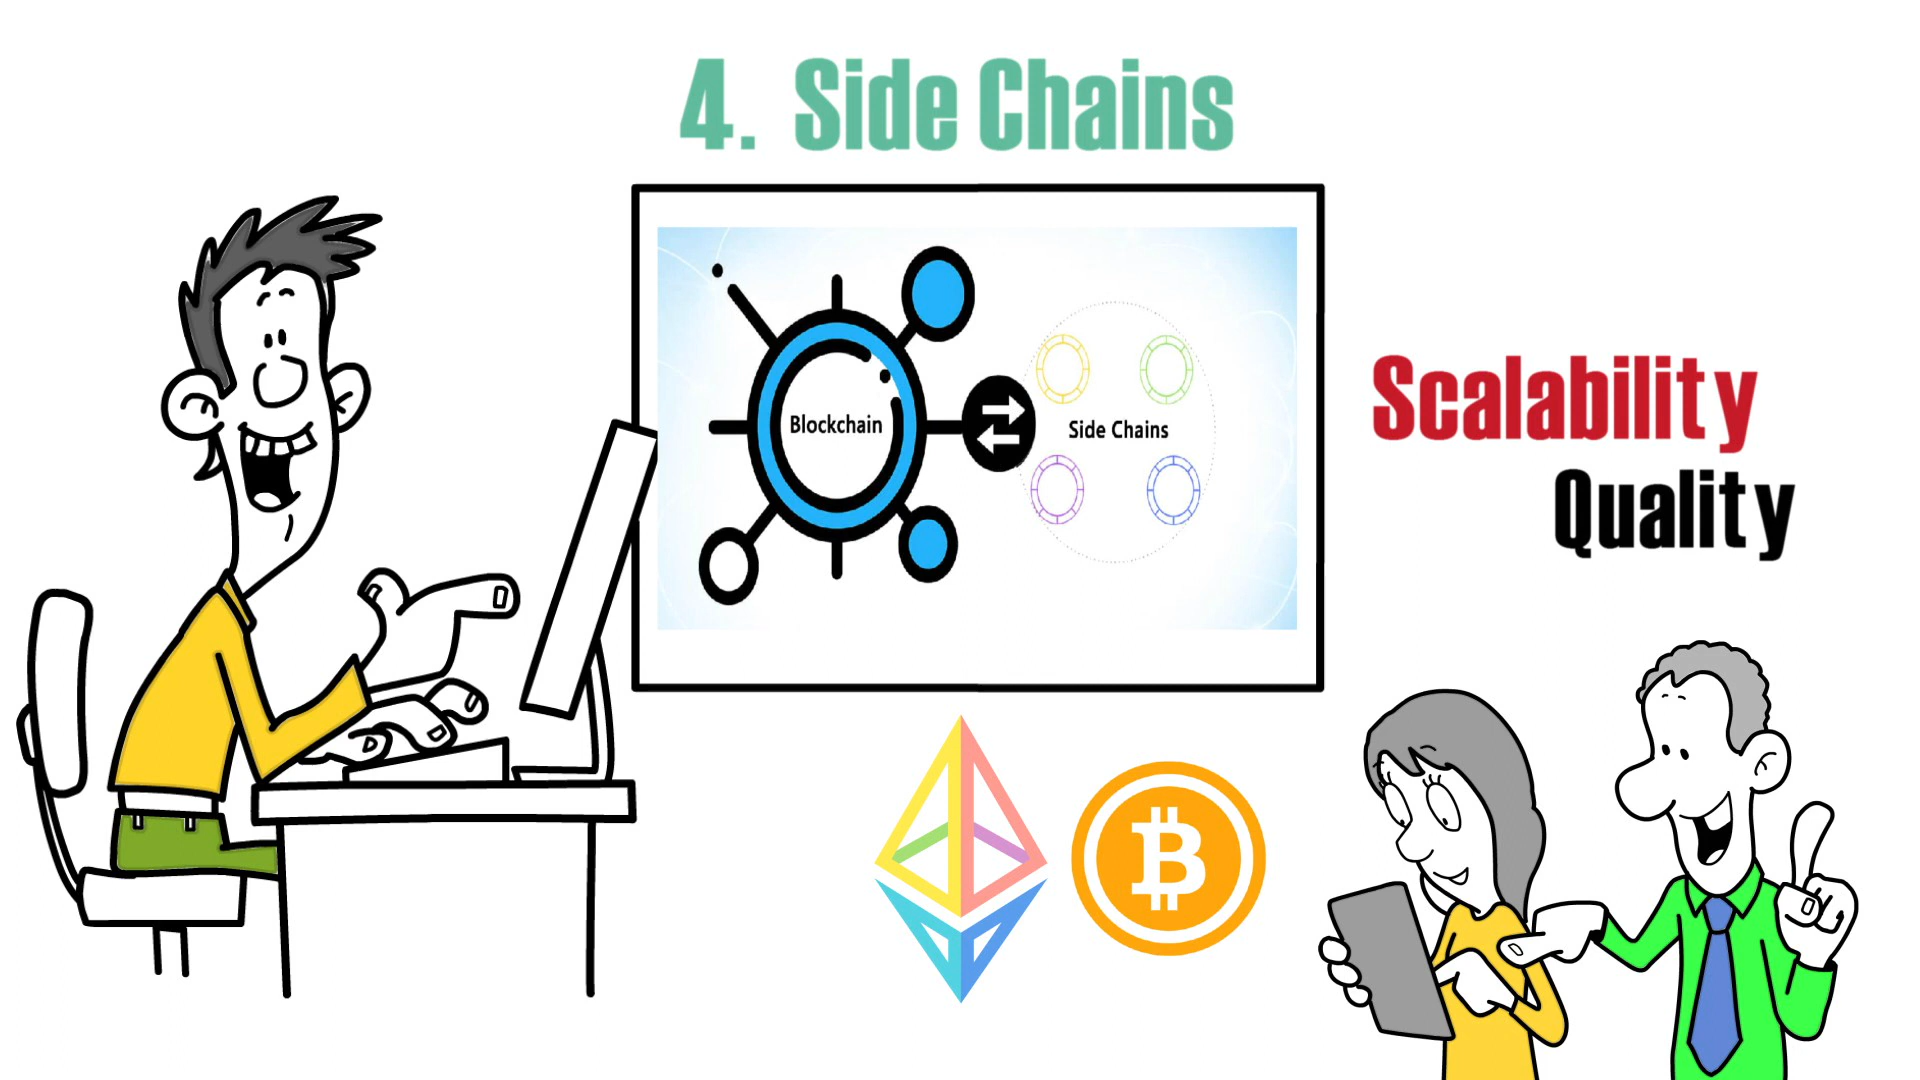 4. Side Chains
Blockchain
Side Chains
Scalability
Quality